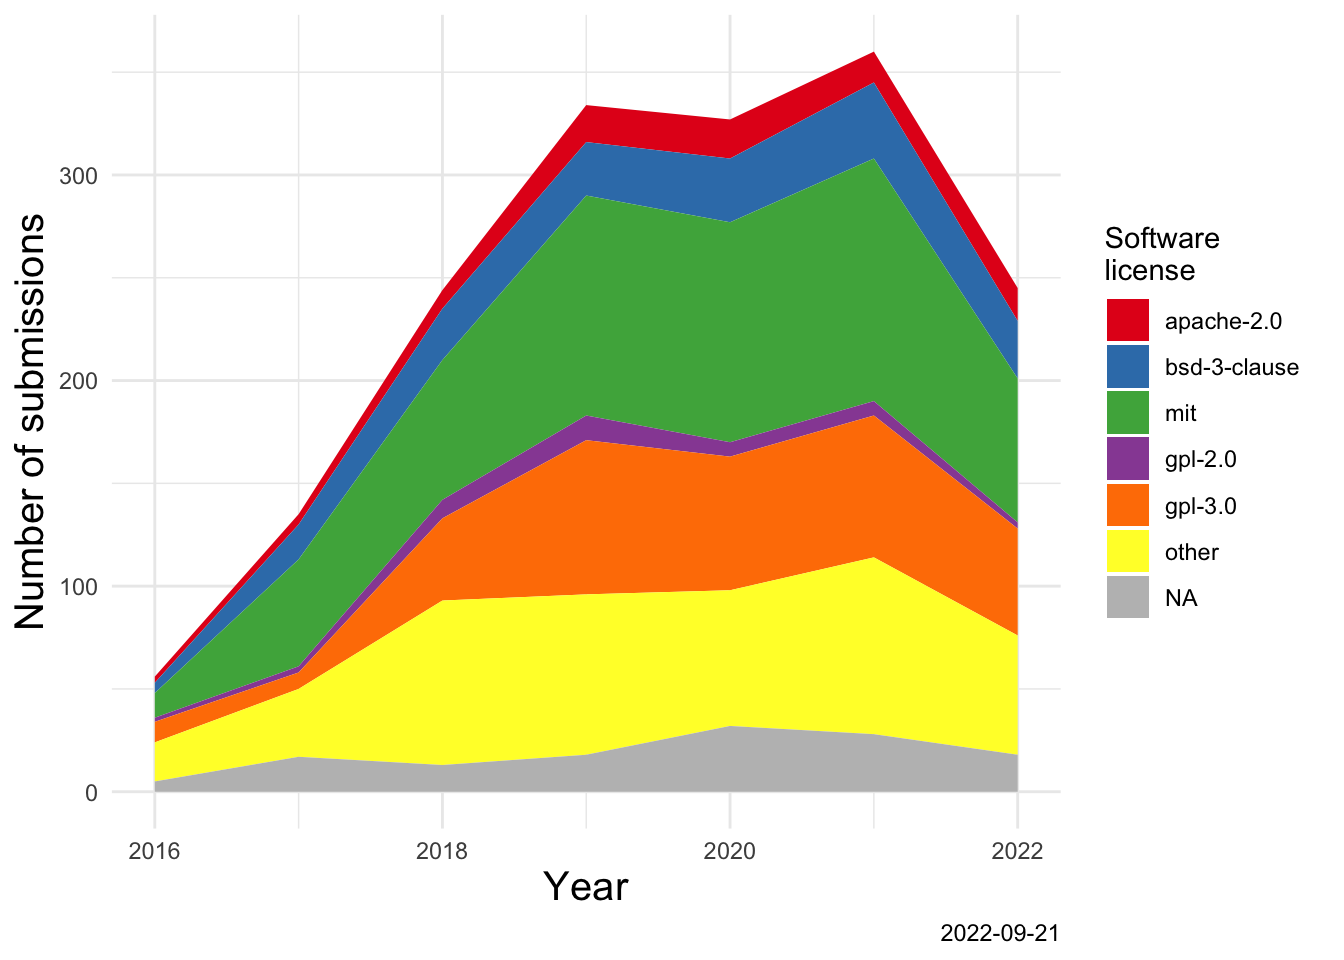 Number of submissions
300
200
100
0
2016
2018
2020
2022
Year
2022-09-21
Software
license
apache-2.0
bsd-3-clause
mit
gpl-2.0
gpl-3.0
other
NA